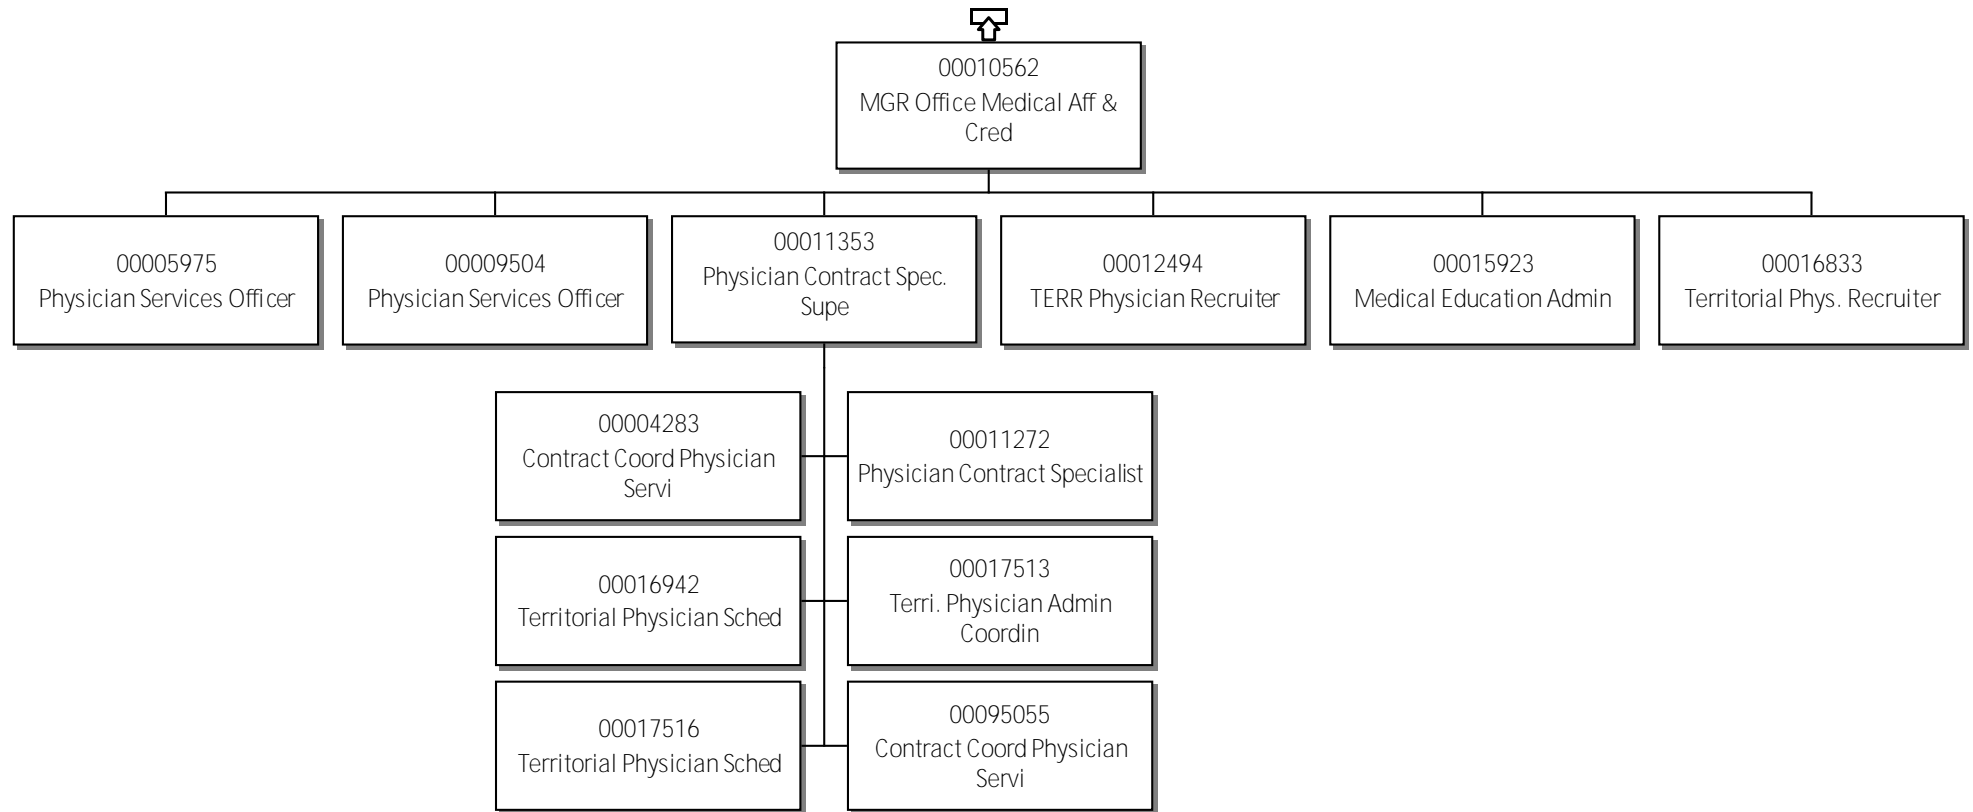 00010562
MGR Office Medical Aff &
Cred
00005975
Physician Services Officer
00009504
Physician Services Officer
00011353
Physician Contract Spec.
Supe
00012494
TERR Physician Recruiter
00015923
Medical Education Admin
00016833
Territorial Phys. Recruiter
00004283
Contract Coord Physician
Servi
00011272
Physician Contract Specialist
00016942
Territorial Physician Sched
00017513
Terri. Physician Admin
Coordin
00017516
Territorial Physician Sched
00095055
Contract Coord Physician
Servi